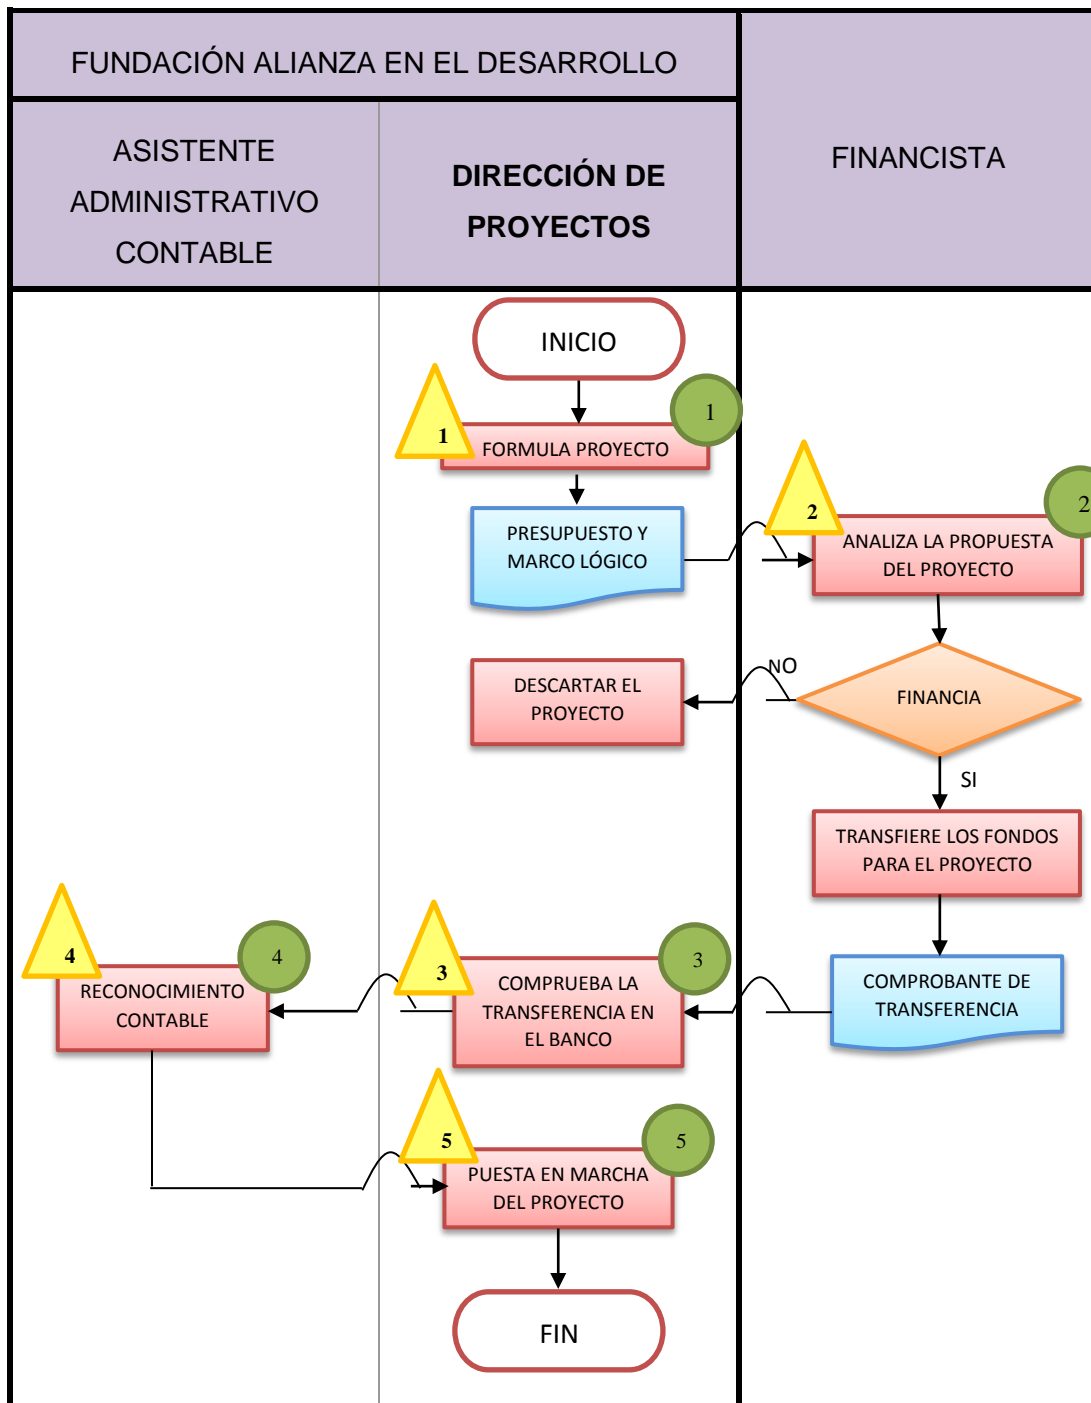 FUNDACIÓN ALIANZA EN EL DESARROLLO
ASISTENTE
ADMINISTRATIVO
CONTABLE
DIRECCIÓN DE
PROYECTOS
FINANCISTA
INICIO
1
1
FORMULA PROYECTO
PRESUPUESTO Y
MARCO LÓGICO
2
2
ANALIZA LA PROPUESTA
DEL PROYECTO
NO
DESCARTAR EL
PROYECTO
FINANCIA
SI
TRANSFIERE LOS FONDOS
PARA EL PROYECTO
4
4
RECONOCIMIENTO
CONTABLE
3
3
COMPRUEBA LA
TRANSFERENCIA EN
EL BANCO
COMPROBANTE DE
TRANSFERENCIA
5
5
PUESTA EN MARCHA
DEL PROYECTO
FIN